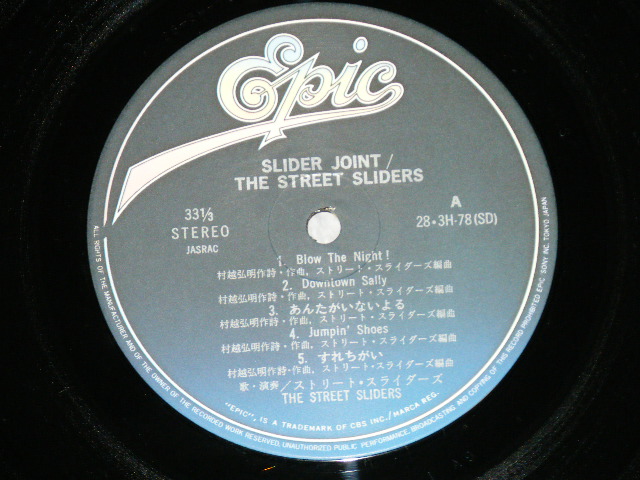 Epic
SLIDER JOINT/
THE STREET SLIDERS
33⅓
STEREO
JASRAC
A
28・3H-78(SD)
1. Blow The Night!
村越弘明作詩・作曲, ストリート・スライダーズ編曲
2. Downtown Sally
村越弘明作詩・作曲, ストリート・スライダーズ編曲
3. あんたがいないよる
村越弘明作詩・作曲, ストリート・スライダーズ編曲
4. Jumpin' Shoes
村越弘明作詩・作曲, ストリート・スライダーズ編曲
5. すれちがい
村越弘明作詩・作曲, ストリート・スライダーズ編曲
歌・演奏/ストリート・スライダーズ
THE STREET SLIDERS
"EPIC", IS A TRADEMARK OF CBS INC./MARCA REG.
ALL RIGHTS OF THE MANUFACTURER AND OF THE OWNER OF THE RECORDED WORK RESERVED. UNAUTHORIZED PUBLIC PERFORMANCE, BROADCASTING AND COPYING OF THIS RECORD PROHIBITED EPIC SONY INC. TOKYO JAPAN